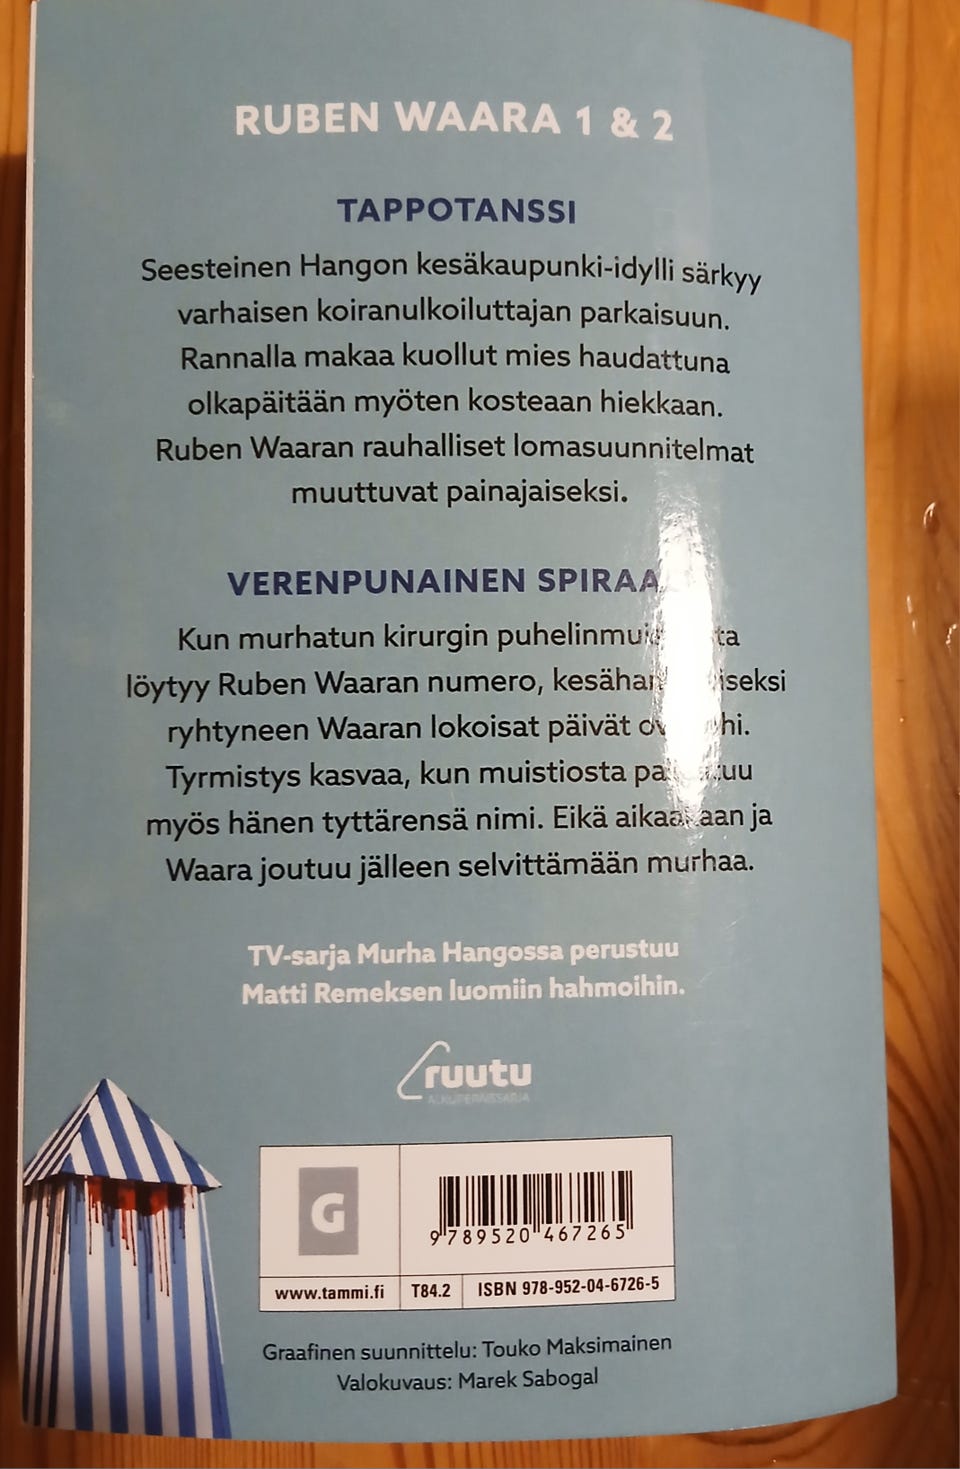 RUBEN WAARA 1 & 2
TAPPOTANSSI
Seesteinen Hangon kesäkaupunki-idylli särkyy
varhaisen koiranulkoiluttajan parkaisuun.
Rannalla makaa kuollut mies haudattuna
olkapäitään myöten kosteaan hiekkaan.
Ruben Waaran rauhalliset lomasuunnitelmat
muuttuvat painajaiseksi.
VERENPUNAINEN
Kun murhatun kirurgin
löytyy Ruben Waaran numero,
ryhtyneen Waaran lokoisat päivät
Tyrmistys kasvaa, kun muistiosta
myös hänen tyttärensä nimi. Eikä aikaakaan ja
Waara joutuu jälleen selvittämään murhaa.
TV-sarja Murha Hangossa perustuu
Matti Remeksen luomiin hahmoihin.
ruutu
ALKUPERÄISSARJA
G
9 789520 467265
www.tammi.fi T84.2 ISBN 978-952-04-6726-5
Graafinen suunnittelu: Touko Maksimainen
Valokuvaus: Marek Sabogal